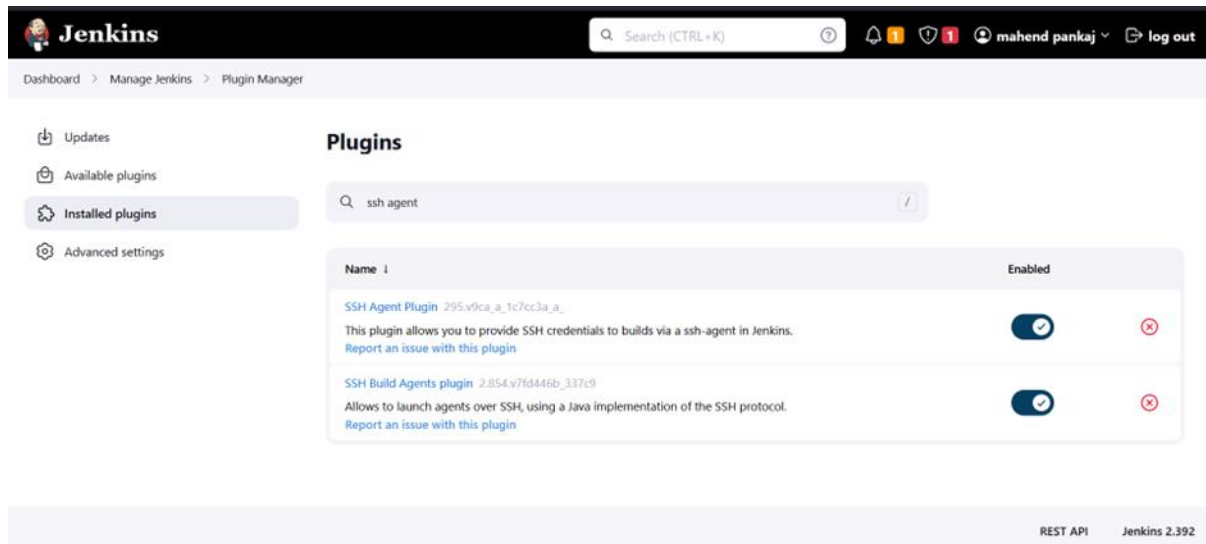 Jenkins
Search (CTRL+K)
1
1
mahend pankaj
log out
Dashboard > Manage Jenkins > Plugin Manager
Updates
Available plugins
Installed plugins
Advanced settings
Plugins
ssh agent
/
Name ↓
Enabled
SSH Agent Plugin 295.v9ca_a_1c7cc3a_a_
This plugin allows you to provide SSH credentials to builds via a ssh-agent in Jenkins.
Report an issue with this plugin
SSH Build Agents plugin 2.854.v7fd446b_337c9
Allows to launch agents over SSH, using a Java implementation of the SSH protocol.
Report an issue with this plugin
REST API
Jenkins 2.392